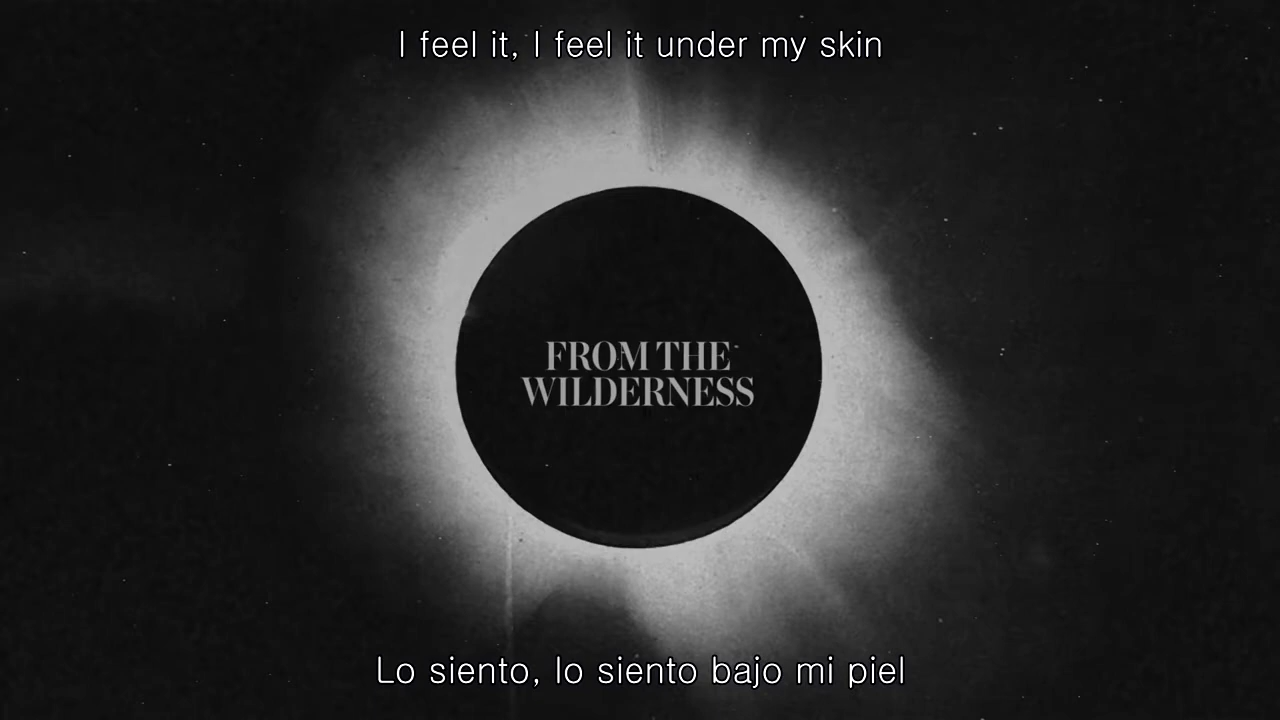 I feel it, I feel it under my skin
FROM THE
WILDERNESS
Lo siento, lo siento bajo mi piel